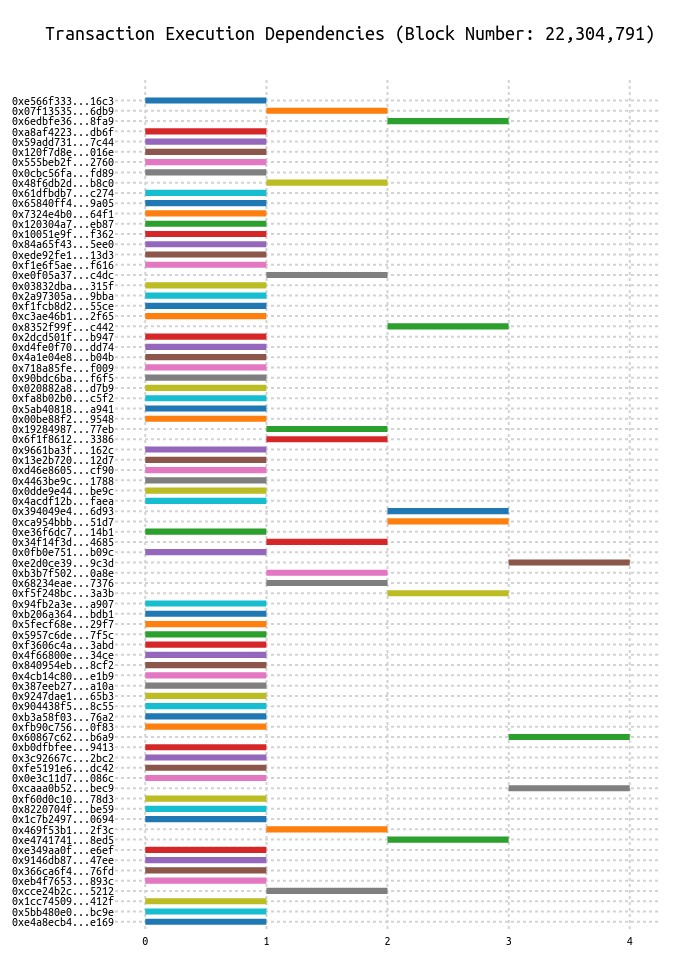 Transaction Execution Dependencies (Block Number: 22,304,791)
0xe566f333...16c3
0x07f13535...6db9
0x6edbfe36...8fa9
0xa8af4223...db6f
0x59add731...7c44
0x120f7d8e...016e
0x555beb2f...2760
0x0cbc56fa...fd89
0x48f6db2d...b8c0
0x61dfbdb7...c274
0x65840ff4...9a05
0x7324e4b0...64f1
0x120304a7...eb87
0x10051e9f...f362
0x84a65f43...5ee0
0xede92fe1...13d3
0xf1e6f5ae...f616
0xe0f05a37...c4dc
0x03832dba...315f
0x2a97305a...9bba
0xf1fcb8d2...55ce
0xc3ae46b1...2f65
0x8352f99f...c442
0x2dcd501f...b947
0xd4fe0f70...dd74
0x4a1e04e8...b04b
0x718a85fe...f009
0x90bdc6ba...f6f5
0x020882a8...d7b9
0xfa8b02b0...c5f2
0x5ab40818...a941
0x00be88f2...9548
0x19284987...77eb
0x6f1f8612...3386
0x9661ba3f...162c
0x13e2b720...12d7
0xd46e8605...cf90
0x4463be9c...1788
0x0dde9e44...be9c
0x4acdf12b...faea
0x394049e4...6d93
0xca954bbb...51d7
0xe36f6dc7...14b1
0x34f14f3d...4685
0x0fb0e751...b09c
0xe2d0ce39...9c3d
0xb3b7f502...0a8e
0x68234eae...7376
0xf5f248bc...3a3b
0x94fb2a3e...a907
0xb206a364...bdb1
0x5fecf68e...29f7
0x5957c6de...7f5c
0xf3606c4a...3abd
0x4f66800e...34ce
0x840954eb...8cf2
0x4cb14c80...e1b9
0x387eeb27...a10a
0x9247dae1...65b3
0x904438f5...8c55
0xb3a58f03...76a2
0xfb90c756...0f83
0x60867c62...b6a9
0xb0dfbfee...9413
0x3c92667c...2bc2
0xfe5191e6...dc42
0x0e3c11d7...086c
0xcaaa0b52...bec9
0xf60d0c10...78d3
0x8220704f...be59
0x1c7b2497...0694
0x469f53b1...2f3c
0xe4741741...8ed5
0xe349aa0f...e6ef
0x9146db87...47ee
0x366ca6f4...76fd
0xeb4f7653...893c
0xcce24b2c...5212
0x1cc74509...412f
0x5bb480e0...bc9e
0xe4a8ecb4...e169
0 1 2 3 4